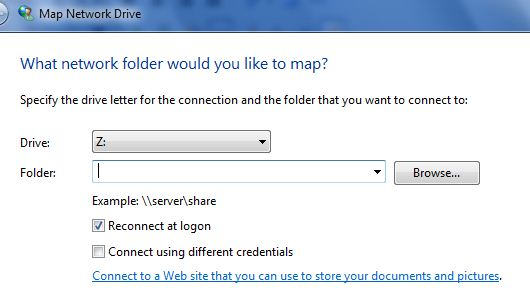 Map Network Drive
What network folder would you like to map?
Specify the drive letter for the connection and the folder that you want to connect to:
Drive: Z:
Folder: Browse...
Example: \\server\share
Reconnect at logon
Connect using different credentials
Connect to a Web site that you can use to store your documents and pictures.